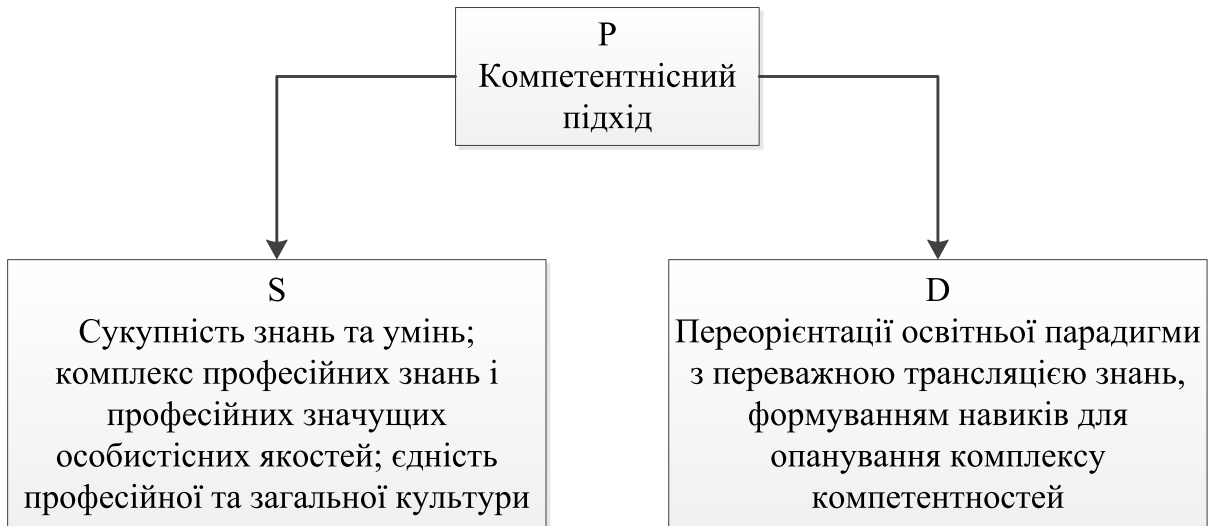 P
Компетентнісний
підхід
S
Сукупність знань та умінь;
комплекс професійних знань і
професійних значущих
особистісних якостей; єдність
професійної та загальної культури
D
Переорієнтації освітньої парадигми
з переважною трансляцією знань,
формуванням навиків для
опанування комплексу
компетентностей